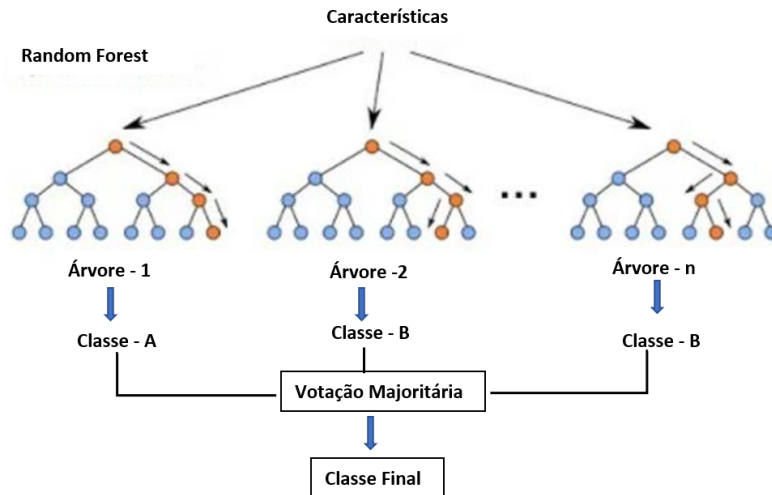 Características
Random Forest
...
Árvore - 1
Árvore -2
Árvore - n
Classe - A
Classe - B
Classe - B
Votação Majoritária
Classe Final